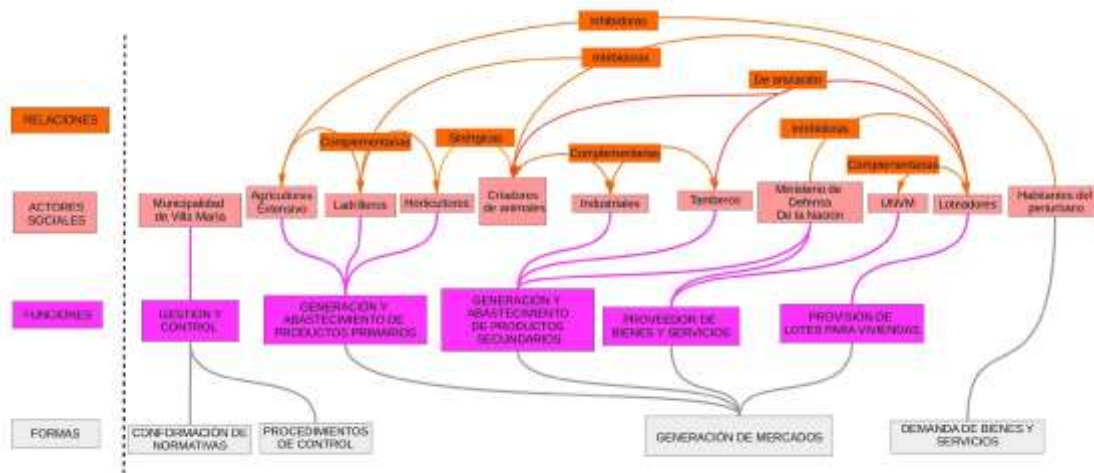 Inhibidoras
Inhibidoras
De anulación
RELACIONES
Complementarias
Sinérgicas
Complementarias
Inhibidoras
Complementarias
ACTORES
SOCIALES
Municipalidad
de Villa María
Agricultores
Extensivo
Ladrilleros
Horticultores
Criadores
de animales
Industriales
Tamberos
Ministerio de
Defensa
De la Nación
UNVM
Loteadores
Habitantes del
periurbano
FUNCIONES
GESTIÓN Y
CONTROL
GENERACIÓN Y
ABASTECIMIENTO DE
PRODUCTOS PRIMARIOS
GENERACIÓN Y
ABASTECIMIENTO
DE PRODUCTOS
SECUNDARIOS
PROVEEDOR DE
BIENES Y SERVICIOS
PROVISIÓN DE
LOTES PARA VIVIENDAS
FORMAS
CONFORMACIÓN DE
NORMATIVAS
PROCEDIMIENTOS
DE CONTROL
GENERACIÓN DE MERCADOS
DEMANDA DE BIENES Y
SERVICIOS